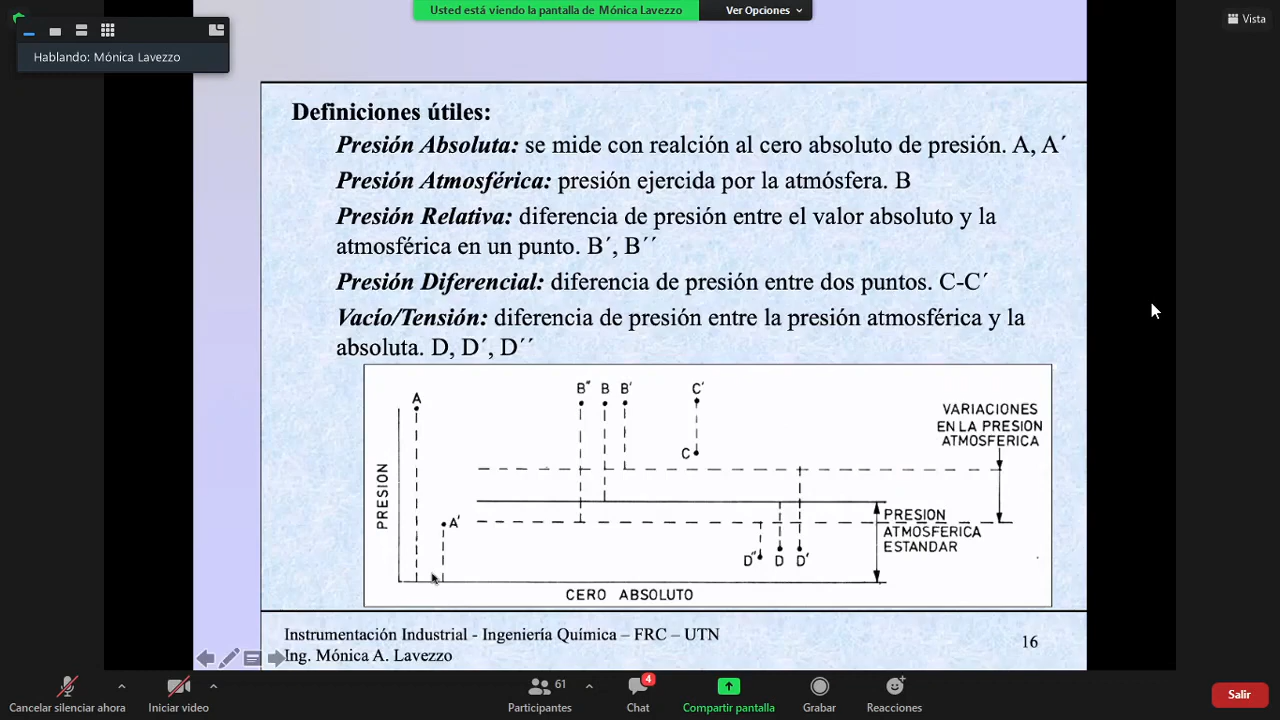 Usted está viendo la pantalla de Mónica Lavezzo
Ver Opciones
Vista
Hablando: Mónica Lavezzo
Definiciones útiles:
Presión Absoluta: se mide con realción al cero absoluto de presión. A, A´
Presión Atmosférica: presión ejercida por la atmósfera. B
Presión Relativa: diferencia de presión entre el valor absoluto y la
atmosférica en un punto. B´, B´´
Presión Diferencial: diferencia de presión entre dos puntos. C-C´
Vacío/Tensión: diferencia de presión entre la presión atmosférica y la
absoluta. D, D´, D´´
A
B" B B'
C'
C
VARIACIONES
EN LA PRESION
ATMOSFERICA
PRESION
A'
PRESION
ATMOSFERICA
ESTANDAR
D" D D'
CERO ABSOLUTO
Instrumentación Industrial - Ingeniería Química – FRC – UTN
Ing. Mónica A. Lavezzo
16
Cancelar silenciar ahora
Iniciar video
61
Participantes
4
Chat
Compartir pantalla
Grabar
Reacciones
Salir